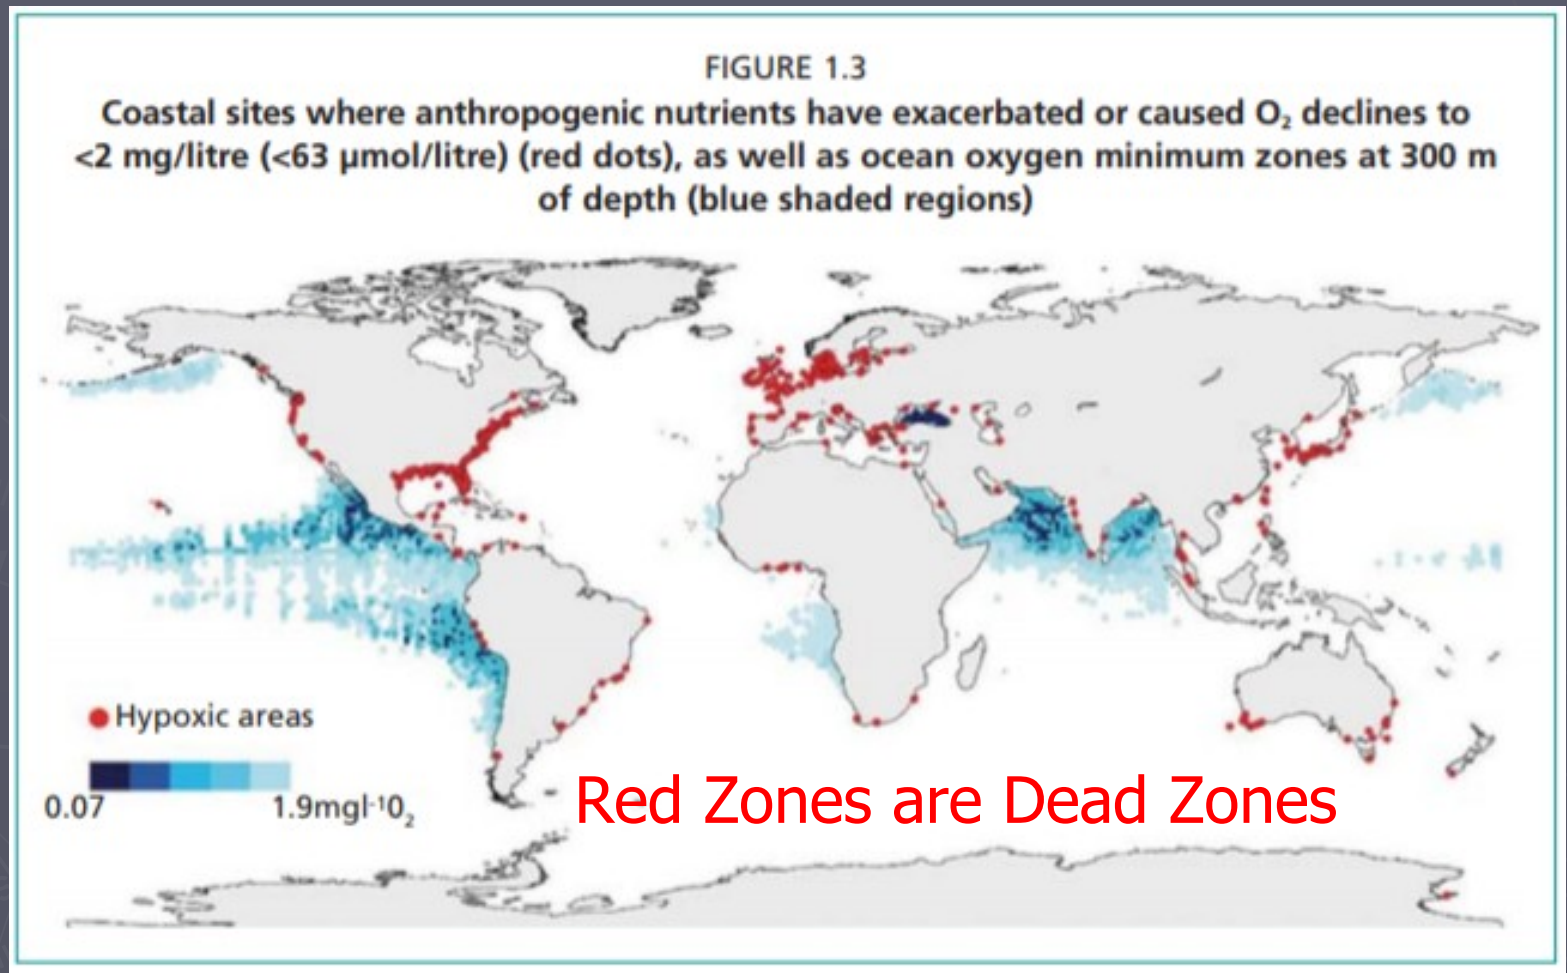 FIGURE 1.3
Coastal sites where anthropogenic nutrients have exacerbated or caused O₂ declines to
<2 mg/litre (<63 µmol/litre) (red dots), as well as ocean oxygen minimum zones at 300 m
of depth (blue shaded regions)
Hypoxic areas
0.07 1.9mgl⁻¹0₂
Red Zones are Dead Zones